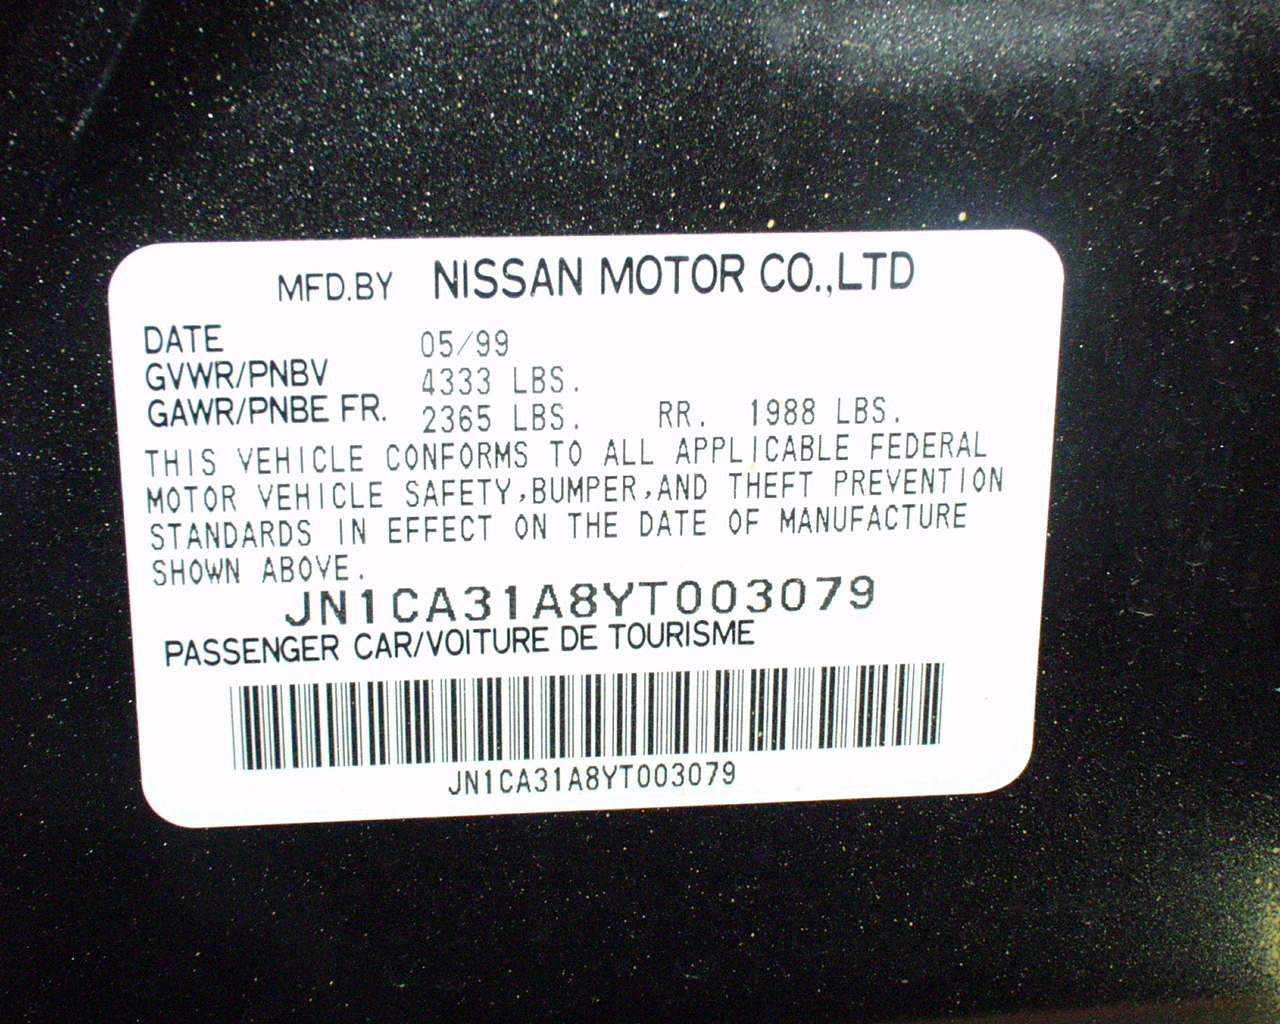 MFD.BY NISSAN MOTOR CO.,LTD
DATE 05/99
GVWR/PNBV 4333 LBS.
GAWR/PNBE FR. 2365 LBS. RR. 1988 LBS.
THIS VEHICLE CONFORMS TO ALL APPLICABLE FEDERAL
MOTOR VEHICLE SAFETY,BUMPER,AND THEFT PREVENTION
STANDARDS IN EFFECT ON THE DATE OF MANUFACTURE
SHOWN ABOVE.
JN1CA31A8YT003079
PASSENGER CAR/VOITURE DE TOURISME
JN1CA31A8YT003079